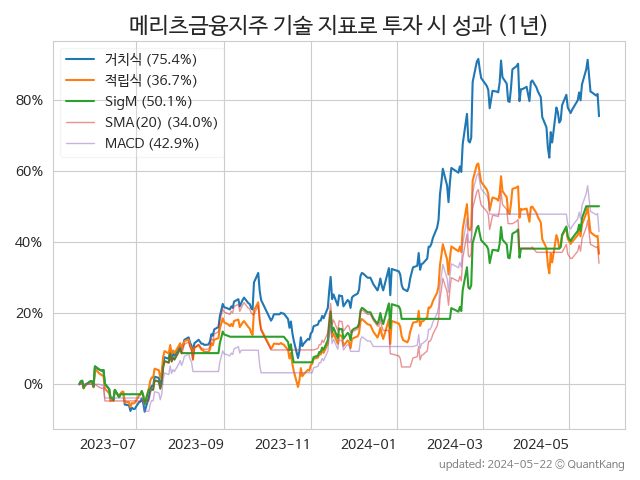 메리츠금융지주 기술 지표로 투자 시 성과 (1년)
거치식 (75.4%)
적립식 (36.7%)
SigM (50.1%)
SMA(20) (34.0%)
MACD (42.9%)
80%
60%
40%
20%
0%
2023-07 2023-09 2023-11 2024-01 2024-03 2024-05
updated: 2024-05-22 © QuantKang